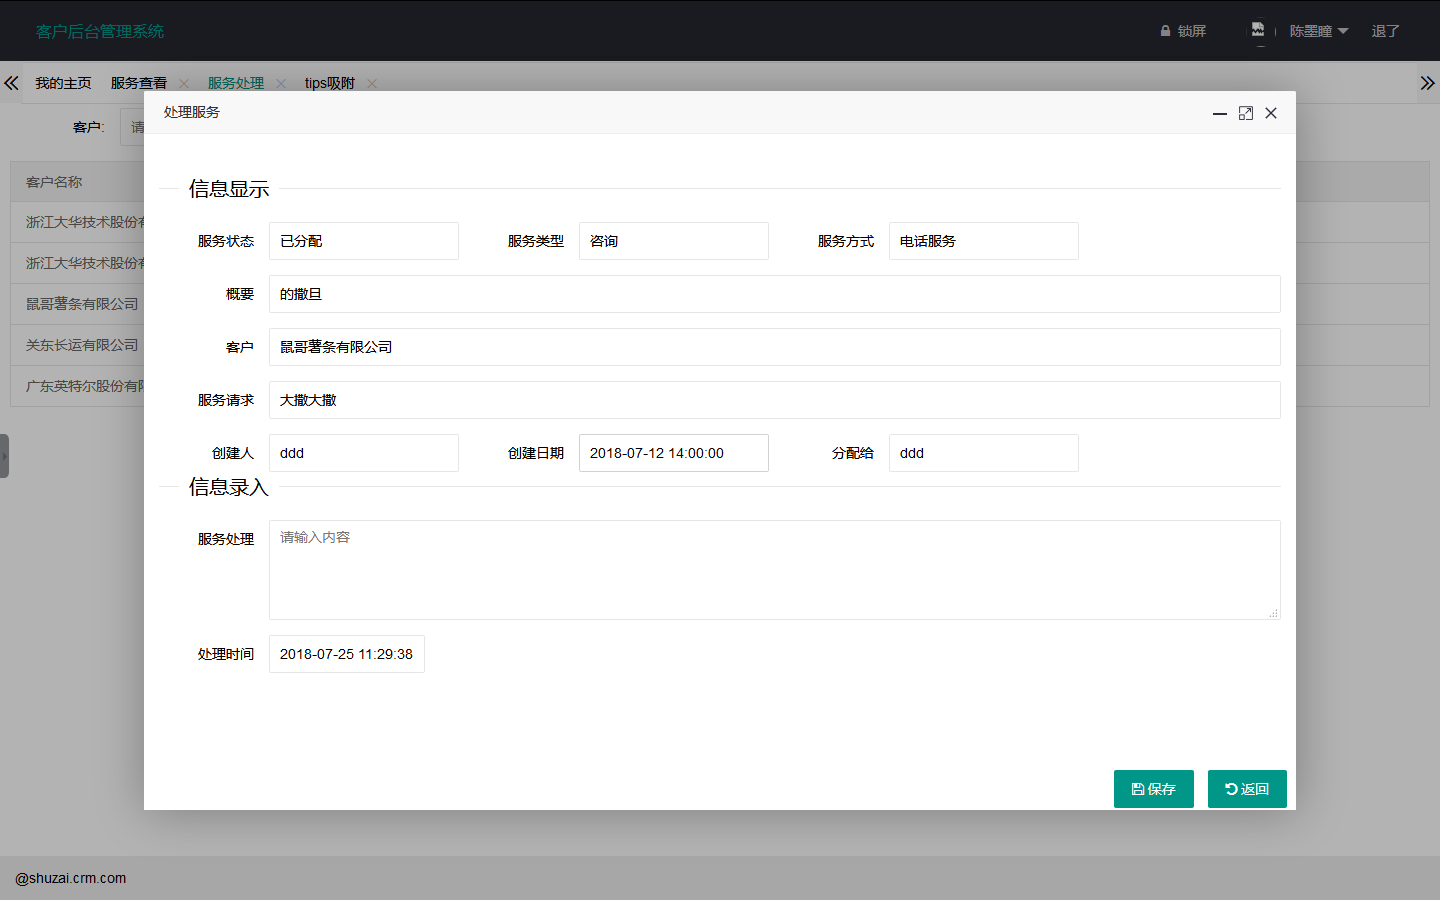 客户后台管理系统 锁屏 陈墨瞳 退了
我的主页 服务查看 服务处理 tips吸附
客户: 请
处理服务
客户名称
浙江大华技术股份有
浙江大华技术股份有
鼠哥薯条有限公司
关东长运有限公司
广东英特尔股份有限
信息显示
服务状态 已分配 服务类型 咨询 服务方式 电话服务
概要 的撒旦
客户 鼠哥薯条有限公司
服务请求 大撒大撒
创建人 ddd 创建日期 2018-07-12 14:00:00 分配给 ddd
信息录入
服务处理 请输入内容
处理时间 2018-07-25 11:29:38
保存 返回
@shuzai.crm.com